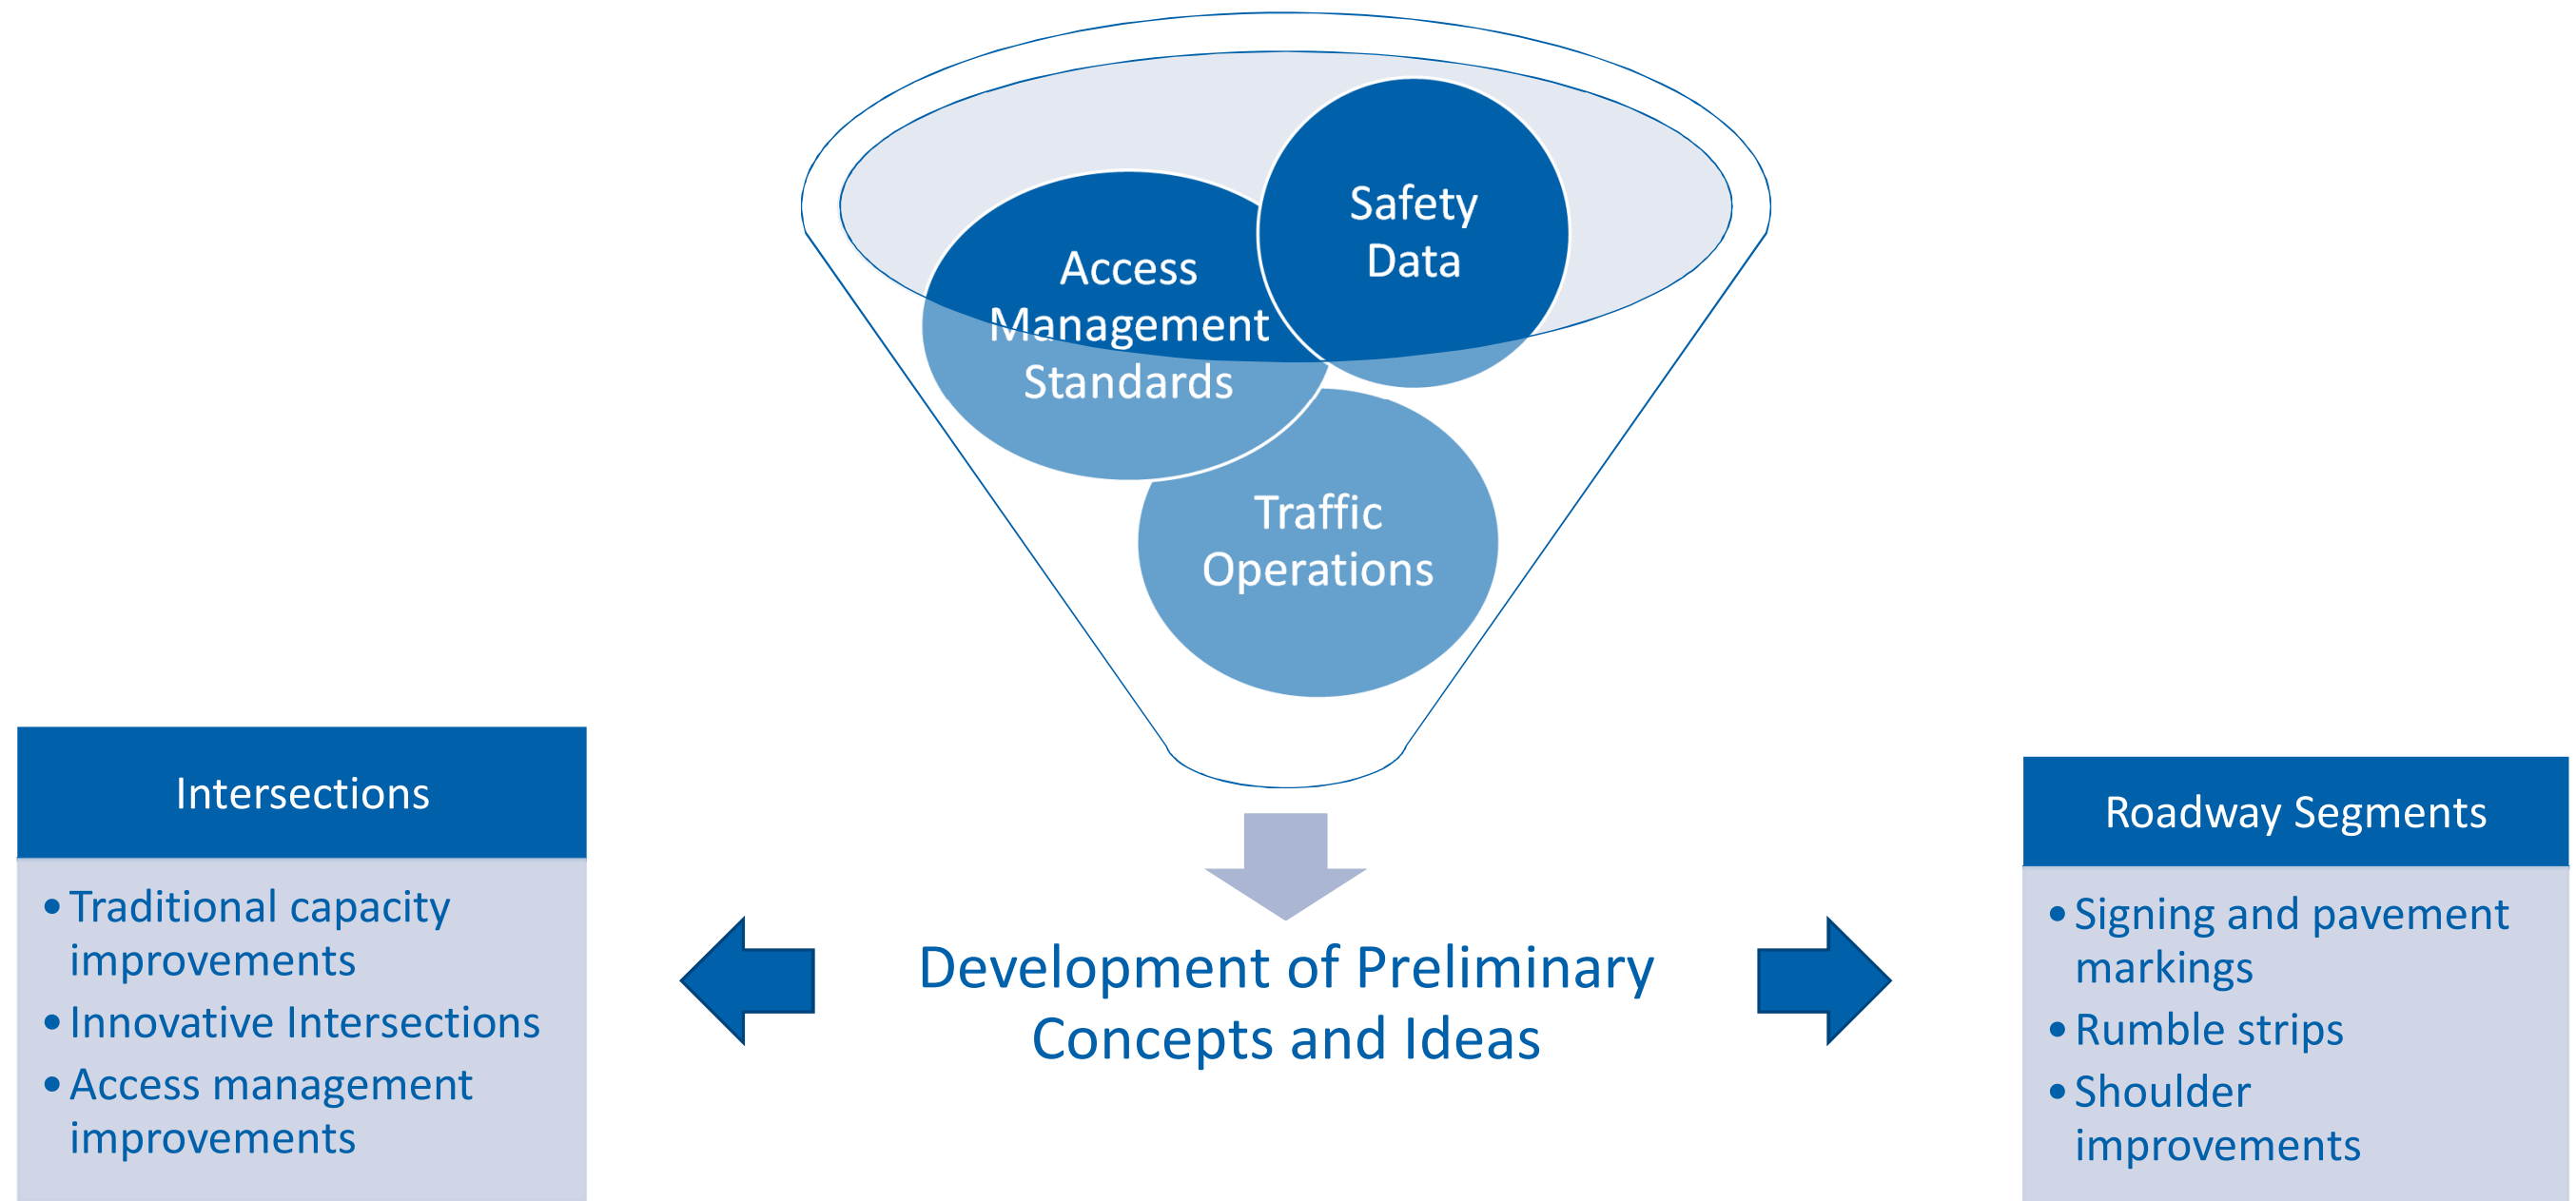 Safety
Data
Access
Management
Standards
Traffic
Operations
Intersections
• Traditional capacity
improvements
• Innovative Intersections
• Access management
improvements
Development of Preliminary
Concepts and Ideas
Roadway Segments
• Signing and pavement
markings
• Rumble strips
• Shoulder
improvements